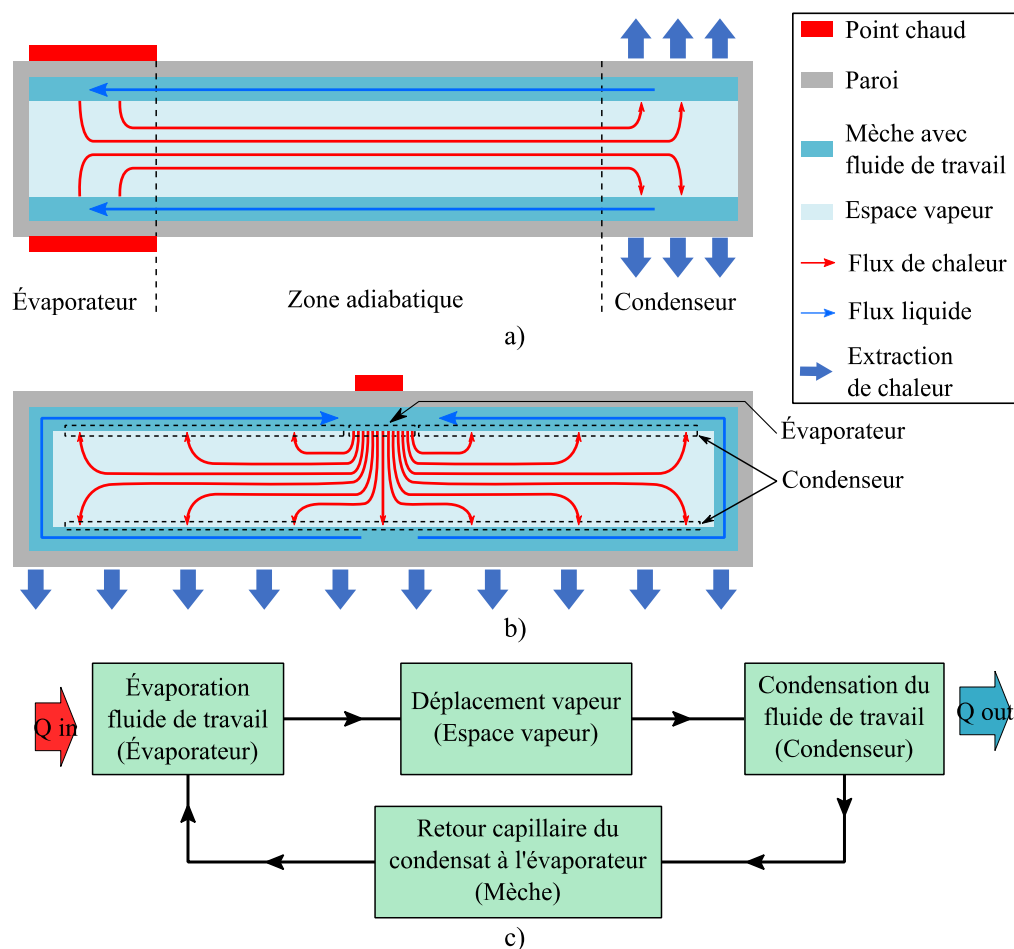 Point chaud
Paroi
Mèche avec
fluide de travail
Espace vapeur
Flux de chaleur
Flux liquide
Extraction
de chaleur
Évaporateur
Zone adiabatique
Condenseur
a)
Évaporateur
Condenseur
b)
Q in
Évaporation
fluide de travail
(Évaporateur)
Déplacement vapeur
(Espace vapeur)
Condensation du
fluide de travail
(Condenseur)
Q out
Retour capillaire du
condensat à l'évaporateur
(Mèche)
c)